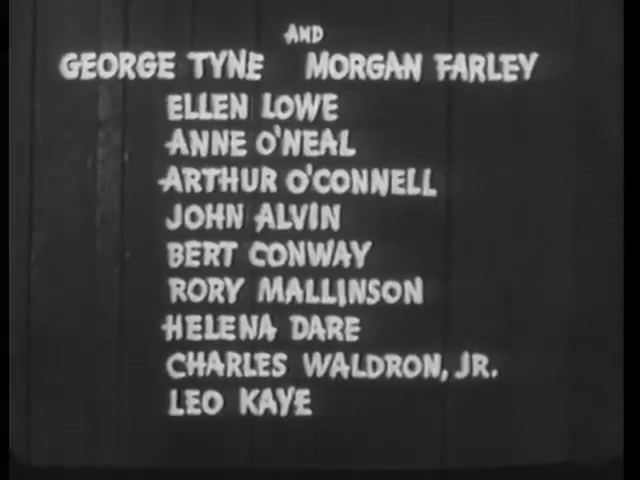 AND
GEORGE TYNE MORGAN FARLEY
ELLEN LOWE
ANNE O'NEAL
ARTHUR O'CONNELL
JOHN ALVIN
BERT CONWAY
RORY MALLINSON
HELENA DARE
CHARLES WALDRON, JR.
LEO KAYE